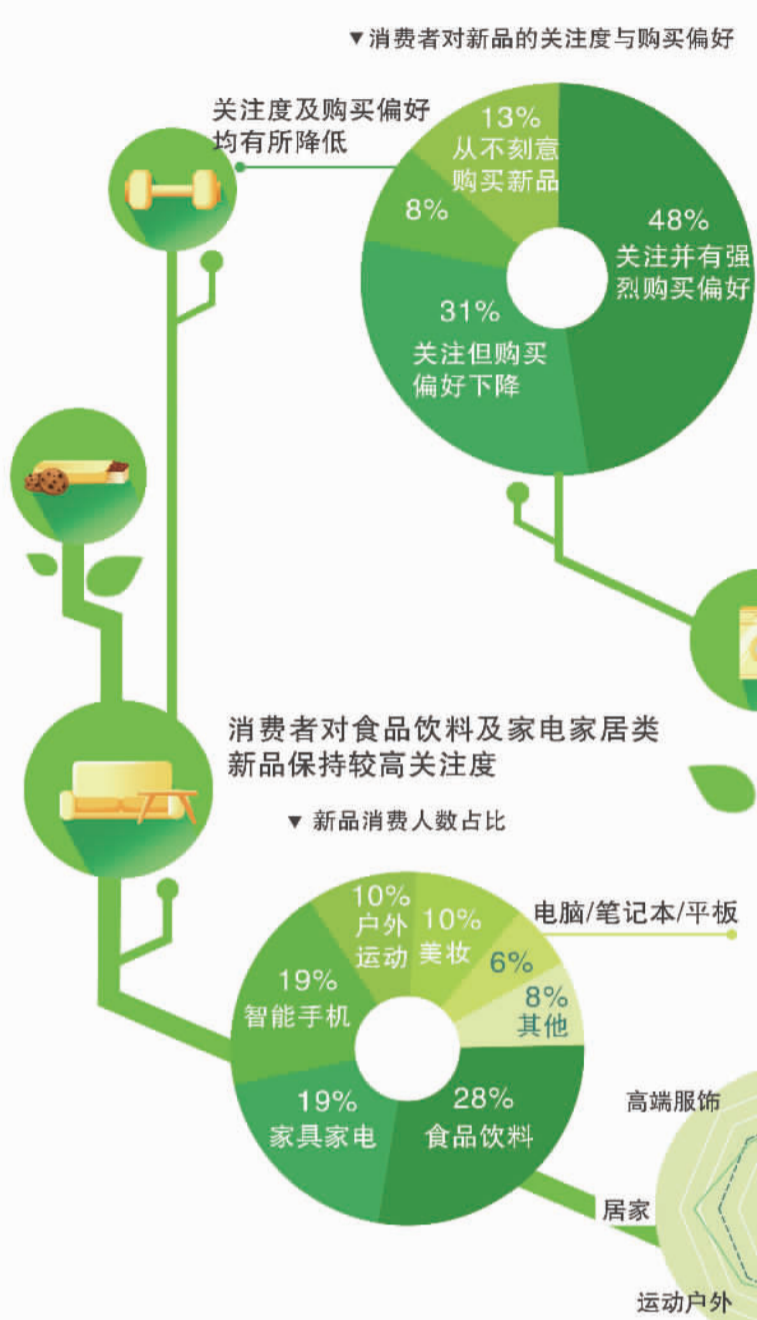 ▼消费者对新品的关注度与购买偏好
关注度及购买偏好
均有所降低
13%
从不刻意
购买新品
8%
48%
关注并有强
烈购买偏好
31%
关注但购买
偏好下降
消费者对食品饮料及家电家居类
新品保持较高关注度
▼ 新品消费人数占比
10%
户外
运动
10%
美妆
电脑/笔记本/平板
6%
8%
其他
19%
智能手机
19%
家具家电
28%
食品饮料
高端服饰
居家
运动户外